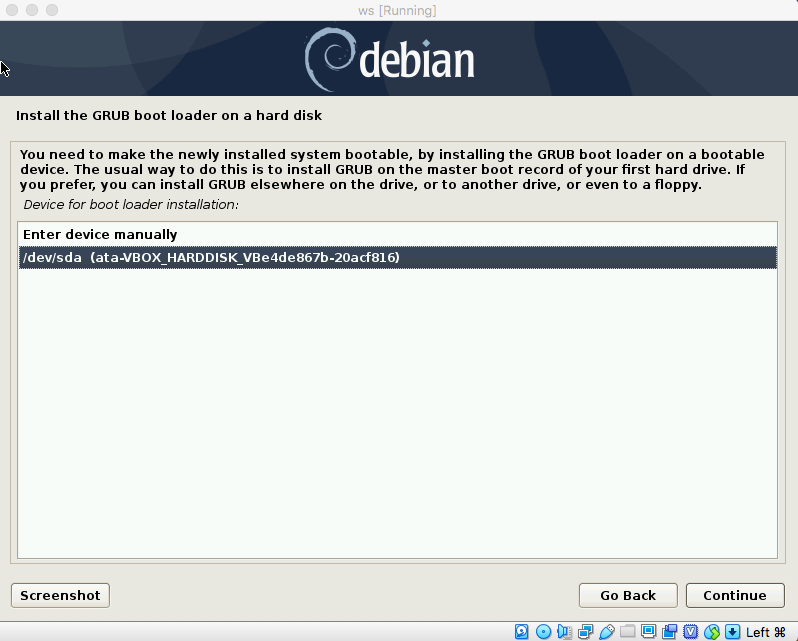 ws [Running]
debian
Install the GRUB boot loader on a hard disk
You need to make the newly installed system bootable, by installing the GRUB boot loader on a bootable
device. The usual way to do this is to install GRUB on the master boot record of your first hard drive. If
you prefer, you can install GRUB elsewhere on the drive, or to another drive, or even to a floppy.
Device for boot loader installation:
Enter device manually
/dev/sda  (ata-VBOX_HARDDISK_VBe4de867b-20acf816)
Screenshot
Go Back
Continue
Left ⌘